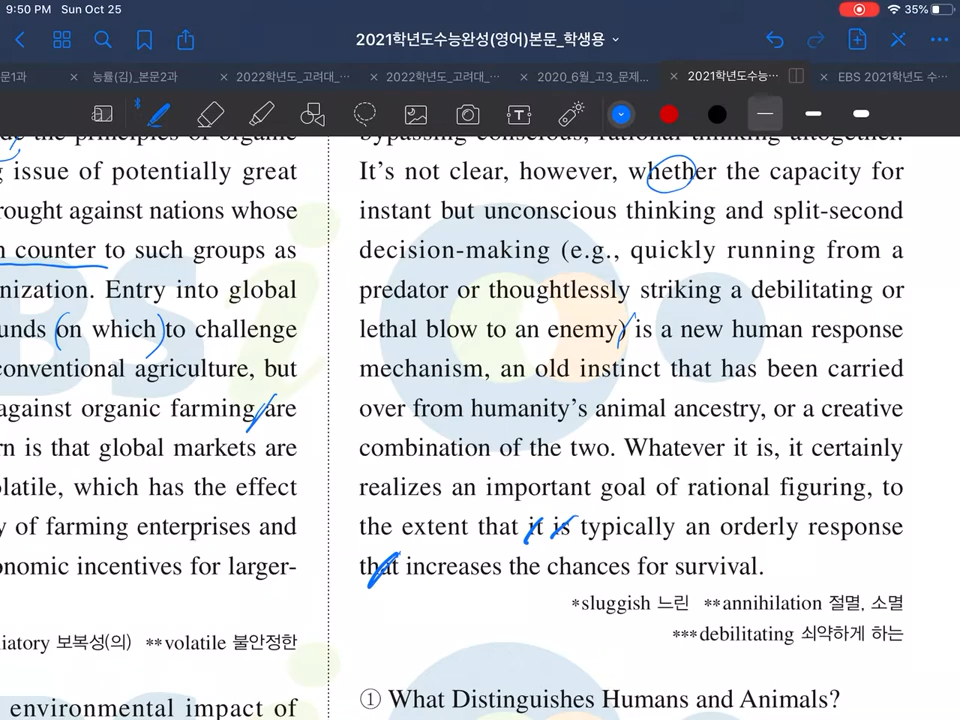 9:50 PM Sun Oct 25
35%
2021학년도수능완성(영어)본문_학생용
문1과
능률(김)_본문2과
2022학년도_고려대_...
2022학년도_고려대_...
2020_6월_고3_문제...
2021학년도수능...
EBS 2021학년도 수...
the principles of organic
issue of potentially great
rought against nations whose
counter to such groups as
nization. Entry into global
unds (on which) to challenge
conventional agriculture, but
against organic farming are
rn is that global markets are
olatile, which has the effect
y of farming enterprises and
onomic incentives for larger-
iatory 보복성(의) **volatile 불안정한
environmental impact of
bypassing conscious, rational thinking altogether.
It's not clear, however, whether the capacity for
instant but unconscious thinking and split-second
decision-making (e.g., quickly running from a
predator or thoughtlessly striking a debilitating or
lethal blow to an enemy) is a new human response
mechanism, an old instinct that has been carried
over from humanity's animal ancestry, or a creative
combination of the two. Whatever it is, it certainly
realizes an important goal of rational figuring, to
the extent that it is typically an orderly response
that increases the chances for survival.
*sluggish 느린 **annihilation 절멸, 소멸
***debilitating 쇠약하게 하는
① What Distinguishes Humans and Animals?